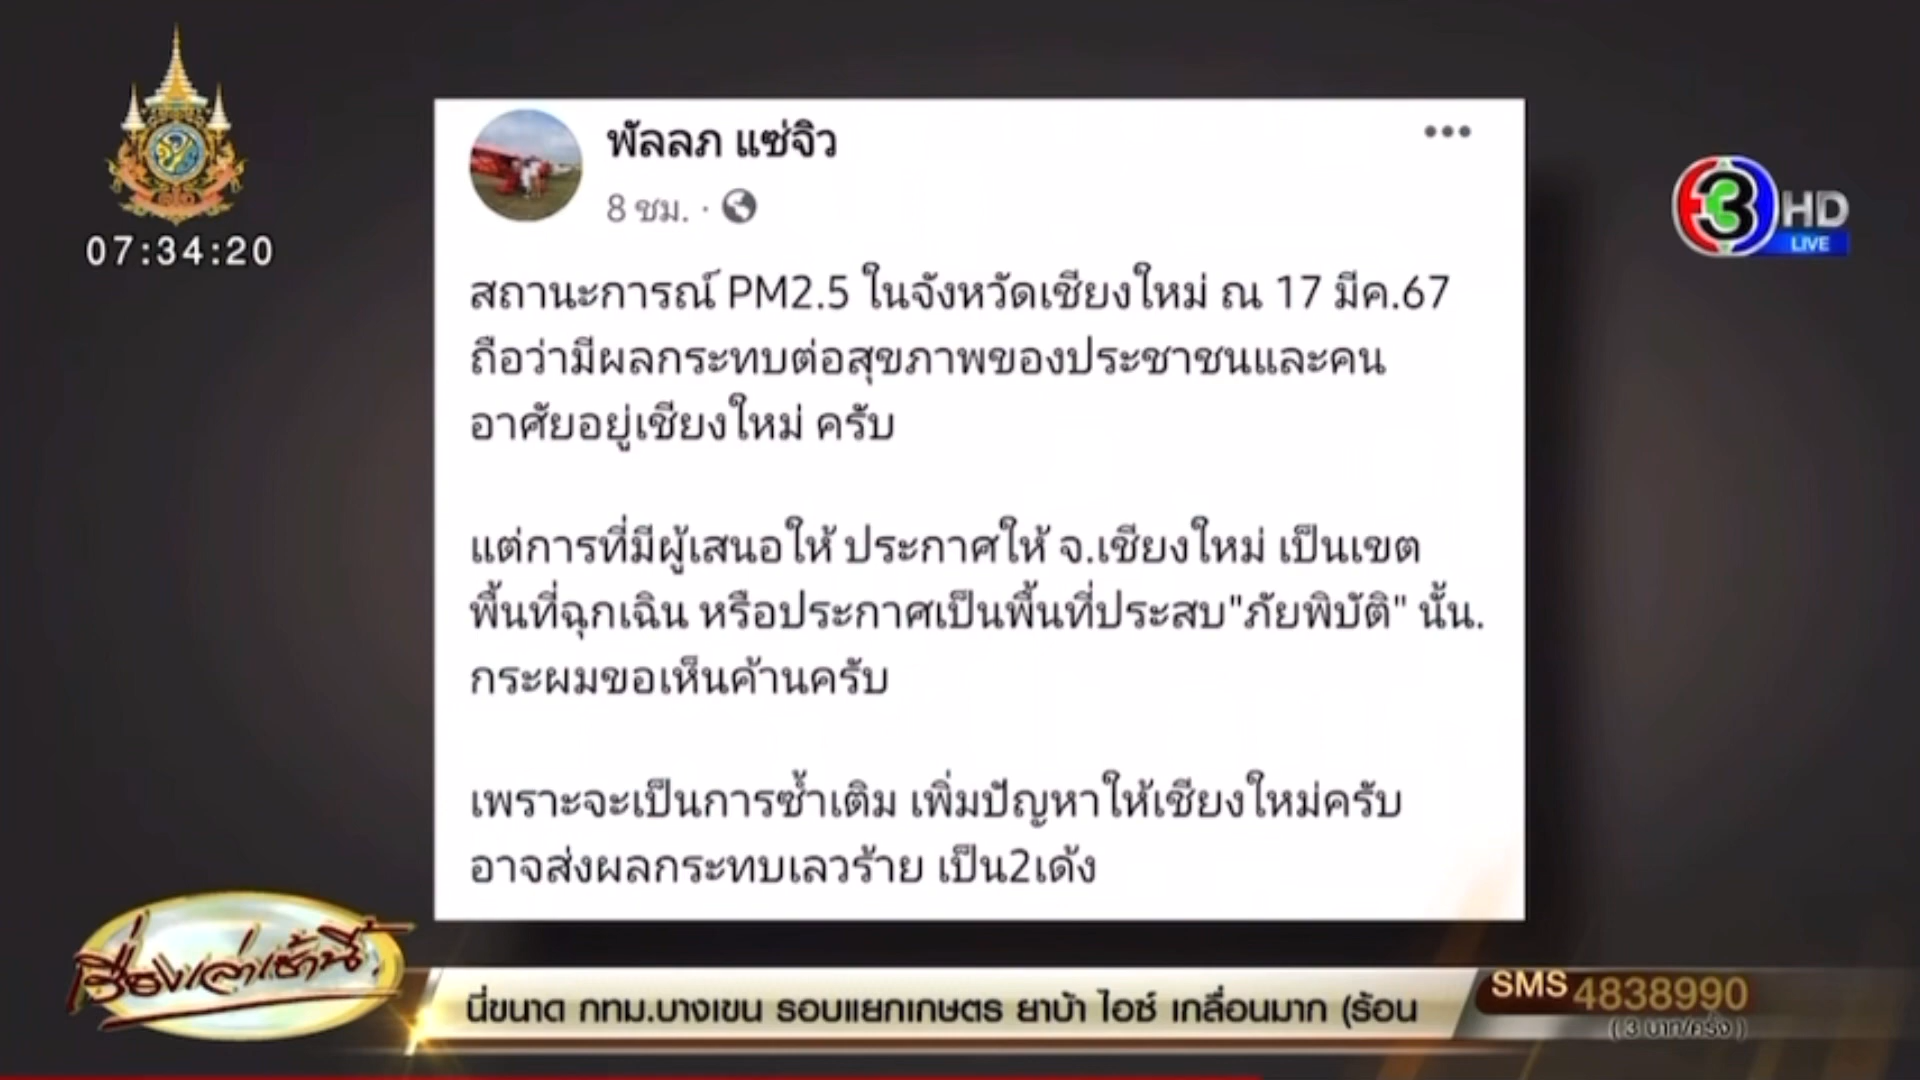 07:34:20
3 HD
LIVE
พัลลภ แซ่จิว
8 ชม. ·
สถานะการณ์ PM2.5 ในจังหวัดเชียงใหม่ ณ 17 มีค.67
ถือว่ามีผลกระทบต่อสุขภาพของประชาชนและคน
อาศัยอยู่เชียงใหม่ ครับ
แต่การที่มีผู้เสนอให้ ประกาศให้ จ.เชียงใหม่ เป็นเขต
พื้นที่ฉุกเฉิน หรือประกาศเป็นพื้นที่ประสบ"ภัยพิบัติ" นั้น.
กระผมขอเห็นค้านครับ
เพราะจะเป็นการซ้ำเติม เพิ่มปัญหาให้เชียงใหม่ครับ
อาจส่งผลกระทบเลวร้าย เป็น2เด้ง
เรื่องเล่าเช้านี้
นี่ขนาด กทม.บางเขน รอบแยกเกษตร ยาบ้า ไอซ์ เกลื่อนมาก (ร้อน
SMS 4838990
(3 บาท/ครั้ง)